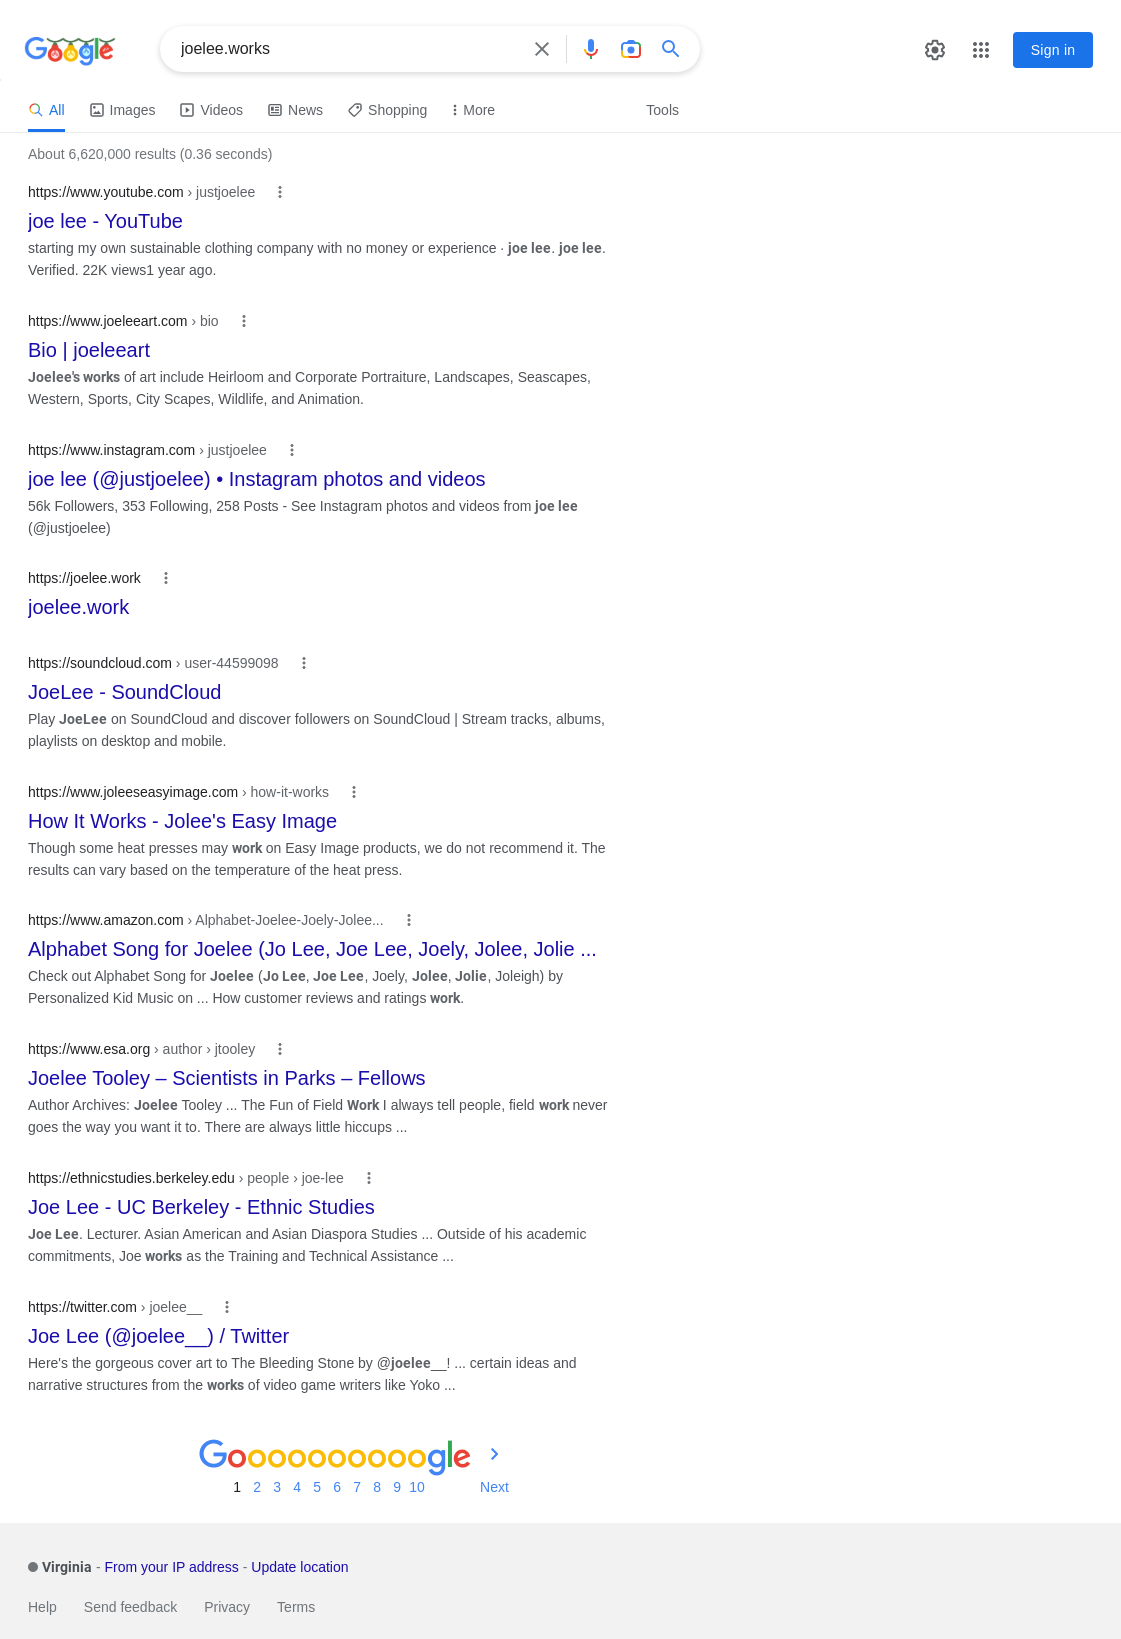 Google
joelee.works
Sign in
All Images Videos News Shopping More Tools
About 6,620,000 results (0.36 seconds)
https://www.youtube.com › justjoelee
joe lee - YouTube
starting my own sustainable clothing company with no money or experience · joe lee. joe lee.
Verified. 22K views1 year ago.
https://www.joeleeart.com › bio
Bio | joeleeart
Joelee's works of art include Heirloom and Corporate Portraiture, Landscapes, Seascapes,
Western, Sports, City Scapes, Wildlife, and Animation.
https://www.instagram.com › justjoelee
joe lee (@justjoelee) • Instagram photos and videos
56k Followers, 353 Following, 258 Posts - See Instagram photos and videos from joe lee
(@justjoelee)
https://joelee.work
joelee.work
https://soundcloud.com › user-44599098
JoeLee - SoundCloud
Play JoeLee on SoundCloud and discover followers on SoundCloud | Stream tracks, albums,
playlists on desktop and mobile.
https://www.joleeseasyimage.com › how-it-works
How It Works - Jolee's Easy Image
Though some heat presses may work on Easy Image products, we do not recommend it. The
results can vary based on the temperature of the heat press.
https://www.amazon.com › Alphabet-Joelee-Joely-Jolee...
Alphabet Song for Joelee (Jo Lee, Joe Lee, Joely, Jolee, Jolie ...
Check out Alphabet Song for Joelee (Jo Lee, Joe Lee, Joely, Jolee, Jolie, Joleigh) by
Personalized Kid Music on ... How customer reviews and ratings work.
https://www.esa.org › author › jtooley
Joelee Tooley – Scientists in Parks – Fellows
Author Archives: Joelee Tooley ... The Fun of Field Work I always tell people, field work never
goes the way you want it to. There are always little hiccups ...
https://ethnicstudies.berkeley.edu › people › joe-lee
Joe Lee - UC Berkeley - Ethnic Studies
Joe Lee. Lecturer. Asian American and Asian Diaspora Studies ... Outside of his academic
commitments, Joe works as the Training and Technical Assistance ...
https://twitter.com › joelee__
Joe Lee (@joelee__) / Twitter
Here's the gorgeous cover art to The Bleeding Stone by @joelee__! ... certain ideas and
narrative structures from the works of video game writers like Yoko ...
Goooooooooogle
1 2 3 4 5 6 7 8 9 10 Next
Virginia - From your IP address - Update location
Help Send feedback Privacy Terms